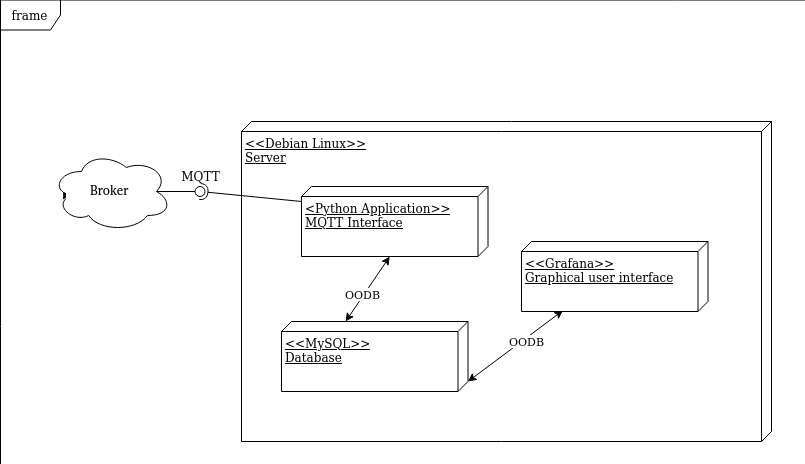 frame
<<Debian Linux>>
Server
MQTT
Broker
<Python Application>>
MQTT Interface
<<Grafana>>
Graphical user interface
OODB
OODB
<<MySQL>>
Database